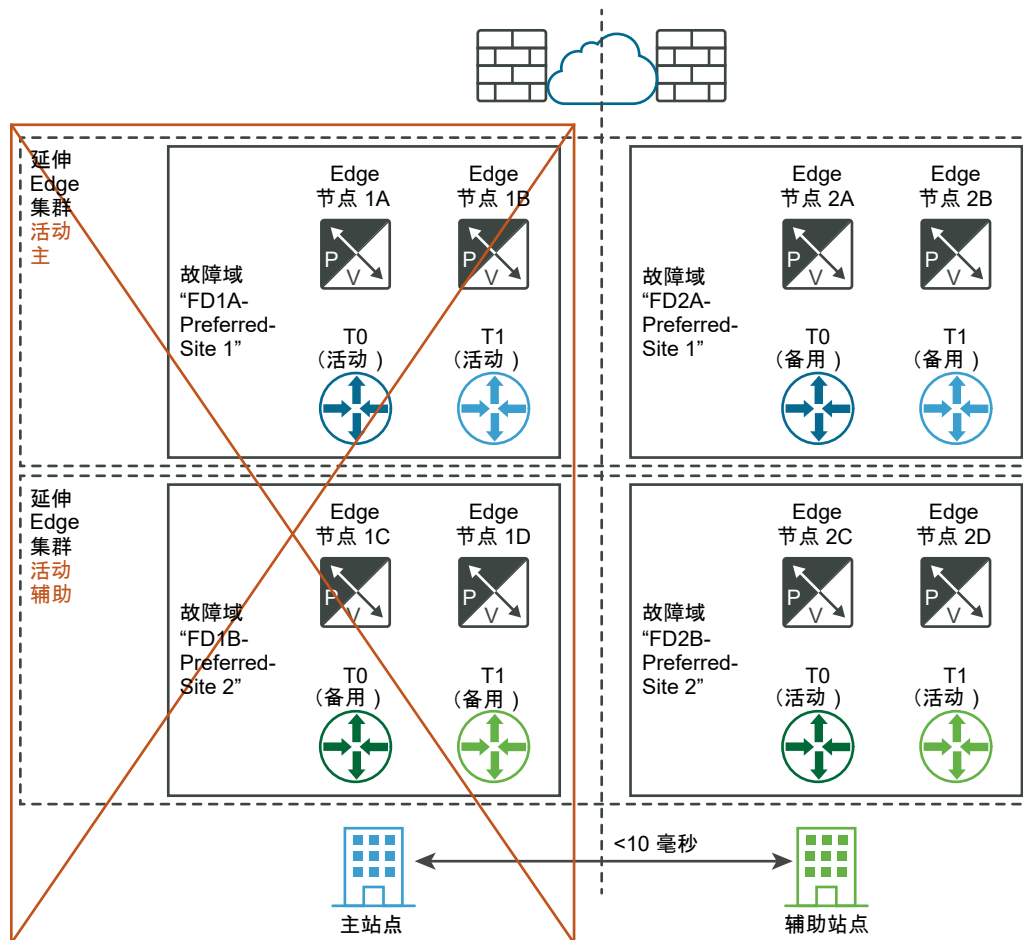 延伸
Edge
集群
活动
主
故障域
“FD1A-
Preferred-
Site 1”
Edge
节点 1A
Edge
节点 1B
P
V
P
V
T0
（活动）
T1
（活动）
故障域
“FD2A-
Preferred-
Site 1”
Edge
节点 2A
Edge
节点 2B
P
V
P
V
T0
（备用）
T1
（备用）
延伸
Edge
集群
活动
辅助
故障域
“FD1B-
Preferred-
Site 2”
Edge
节点 1C
Edge
节点 1D
P
V
P
V
T0
（备用）
T1
（备用）
故障域
“FD2B-
Preferred-
Site 2”
Edge
节点 2C
Edge
节点 2D
P
V
P
V
T0
（活动）
T1
（活动）
<10 毫秒
主站点
辅助站点